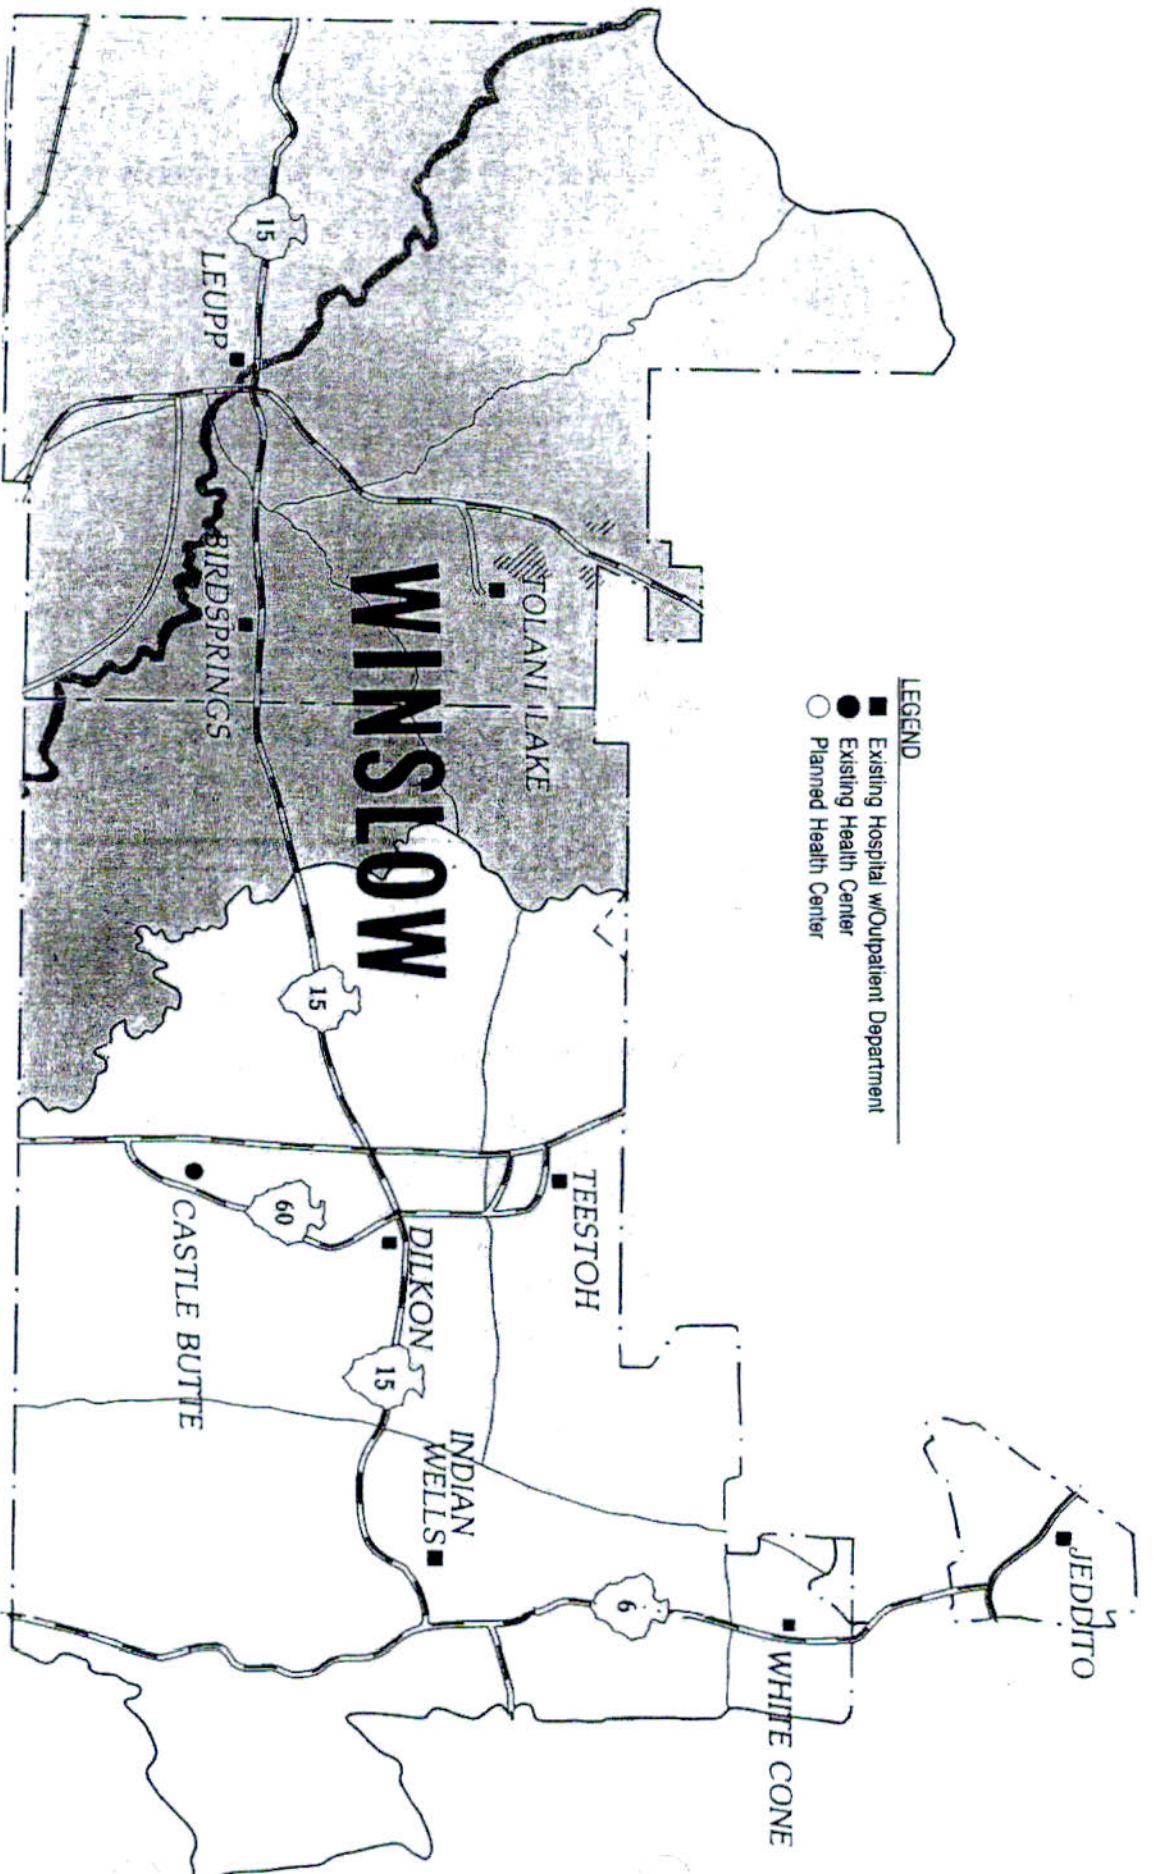 LEGEND
Existing Hospital w/Outpatient Department
Existing Health Center
Planned Health Center
JEDDITO
WHITE CONE
6
TOLANI LAKE
TEESTOH
INDIAN
WELLS
WINSLOW
DILKON
15
15
15
60
LEUPP
BIRDSPRINGS
CASTLE BUTTE